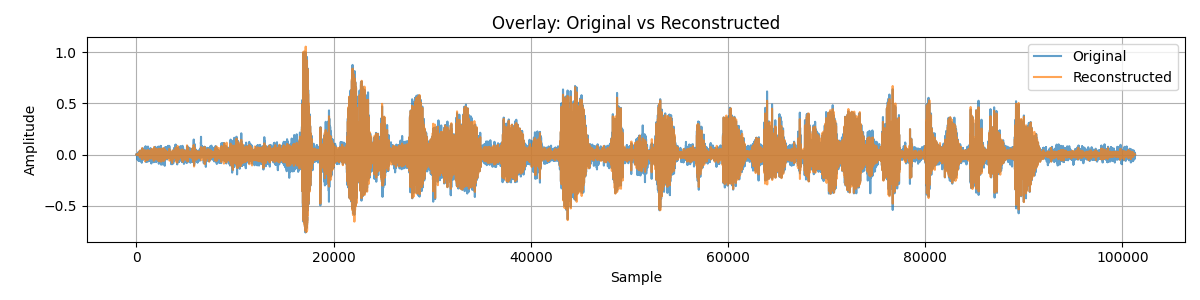 Overlay: Original vs Reconstructed
Original
Reconstructed
Amplitude
1.0
0.5
0.0
−0.5
0
20000
40000
60000
80000
100000
Sample